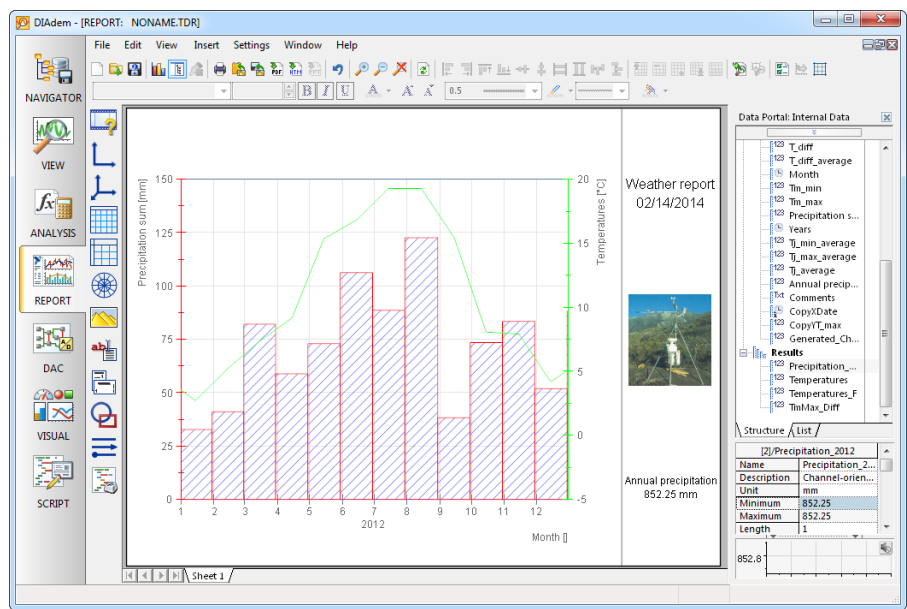 DIAdem - [REPORT:   NONAME.TDR]
File Edit View Insert Settings Window Help
B I U A A A 0.5
NAVIGATOR
VIEW
ANALYSIS
REPORT
DAC
VISUAL
SCRIPT
Precipitation sum [mm]
150
125
100
75
50
25
0
1 2 3 4 5 6 7 8 9 10 11 12
2012
Month []
Temperatures [°C]
20
15
10
5
0
-5
Weather report
02/14/2014
Annual precipitation
852.25 mm
Sheet 1
Data Portal: Internal Data
T_diff
T_diff_average
Month
Tm_min
Tm_max
Precipitation s...
Years
Tj_min_average
Tj_max_average
Tj_average
Annual precip...
Comments
CopyXDate
CopyYT_max
Generated_Ch...
Results
Precipitation_...
Temperatures
Temperatures_F
TmMax_Diff
Structure List
[2]/Precipitation_2012
Name Precipitation_2...
Description Channel-orien...
Unit mm
Minimum 852.25
Maximum 852.25
Length 1
852.8